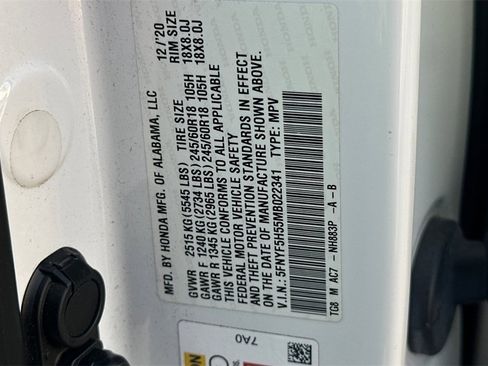 MFD. BY HONDA MFG. OF ALABAMA, LLC 12/'20
TIRE SIZE RIM SIZE
GVWR 2515 KG (5545 LBS)
GAWR F 1240 KG (2734 LBS) 245/60R18 105H 18X8.0J
GAWR R 1345 KG (2965 LBS) 245/60R18 105H 18X8.0J
THIS VEHICLE CONFORMS TO ALL APPLICABLE
FEDERAL MOTOR VEHICLE SAFETY
AND THEFT PREVENTION STANDARDS IN EFFECT
ON THE DATE OF MANUFACTURE SHOWN ABOVE.
V.I.N.: 5FNYF5H55MB022341 TYPE: MPV
TG8 M AC7 - NH883P -A - B
7A0